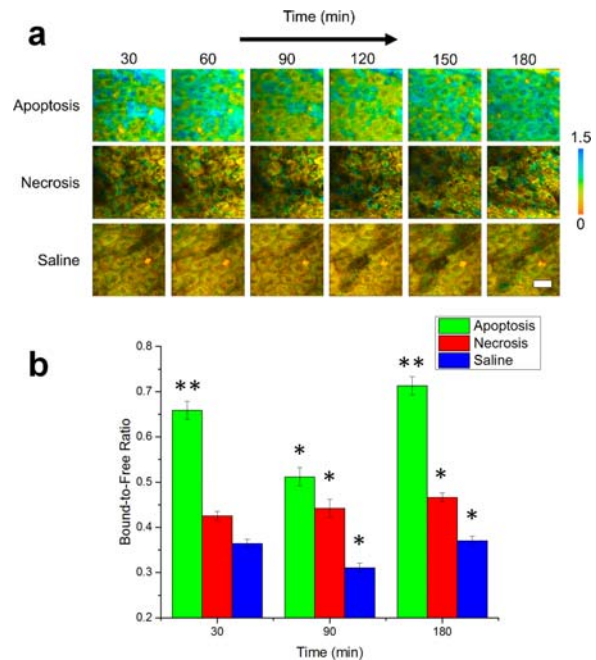 a
Time (min)
30 60 90 120 150 180
Apoptosis
Necrosis
Saline
1.5
0
b
Apoptosis
Necrosis
Saline
0.8
0.7
0.6
0.5
0.4
0.3
0.2
Bound-to-Free Ratio
** * * * ** * *
30 90 180
Time (min)